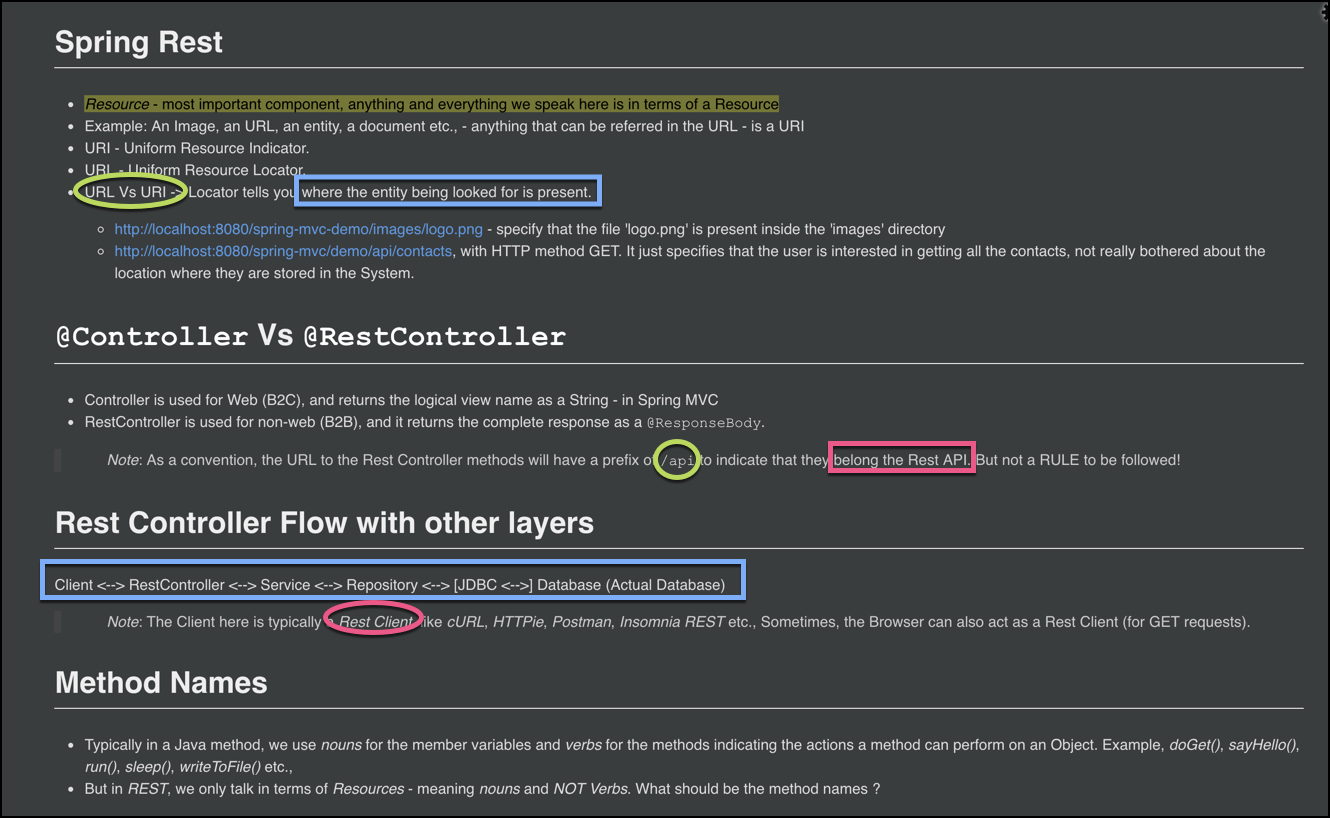 Spring Rest
Resource - most important component, anything and everything we speak here is in terms of a Resource
Example: An Image, an URL, an entity, a document etc., - anything that can be referred in the URL - is a URI
URI - Uniform Resource Indicator.
URL - Uniform Resource Locator.
URL Vs URI -> Locator tells you where the entity being looked for is present.
http://localhost:8080/spring-mvc-demo/images/logo.png - specify that the file 'logo.png' is present inside the 'images' directory
http://localhost:8080/spring-mvc/demo/api/contacts, with HTTP method GET. It just specifies that the user is interested in getting all the contacts, not really bothered about the
location where they are stored in the System.
@Controller Vs @RestController
Controller is used for Web (B2C), and returns the logical view name as a String - in Spring MVC
RestController is used for non-web (B2B), and it returns the complete response as a @ResponseBody.
Note: As a convention, the URL to the Rest Controller methods will have a prefix of /api to indicate that they belong the Rest API. But not a RULE to be followed!
Rest Controller Flow with other layers
Client <--> RestController <--> Service <--> Repository <--> [JDBC <-->] Database (Actual Database)
Note: The Client here is typically a Rest Client like cURL, HTTPie, Postman, Insomnia REST etc., Sometimes, the Browser can also act as a Rest Client (for GET requests).
Method Names
Typically in a Java method, we use nouns for the member variables and verbs for the methods indicating the actions a method can perform on an Object. Example, doGet(), sayHello(),
run(), sleep(), writeToFile() etc.,
But in REST, we only talk in terms of Resources - meaning nouns and NOT Verbs. What should be the method names ?